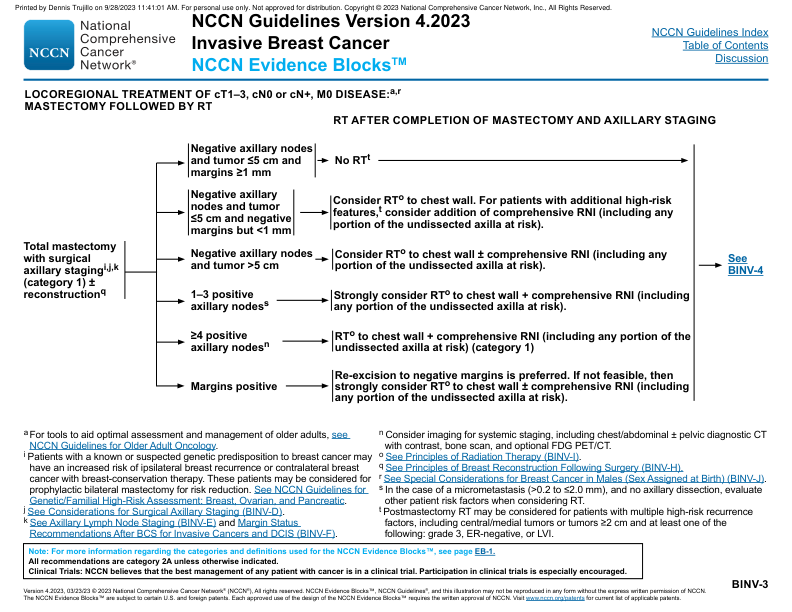 Printed by Dennis Trujillo on 9/28/2023 11:41:01 AM. For personal use only. Not approved for distribution. Copyright © 2023 National Comprehensive Cancer Network, Inc., All Rights Reserved.
NCCN
National
Comprehensive
Cancer
Network®
NCCN Guidelines Version 4.2023
Invasive Breast Cancer
NCCN Evidence Blocks™
NCCN Guidelines Index
Table of Contents
Discussion
LOCOREGIONAL TREATMENT OF cT1–3, cN0 or cN+, M0 DISEASE:a,r
MASTECTOMY FOLLOWED BY RT
RT AFTER COMPLETION OF MASTECTOMY AND AXILLARY STAGING
Total mastectomy
with surgical
axillary stagingi,j,k
(category 1) ±
reconstructionq
Negative axillary nodes
and tumor ≤5 cm and
margins ≥1 mm
No RTt
Negative axillary
nodes and tumor
≤5 cm and negative
margins but <1 mm
Consider RTo to chest wall. For patients with additional high-risk
features,t consider addition of comprehensive RNI (including any
portion of the undissected axilla at risk).
Negative axillary nodes
and tumor >5 cm
Consider RTo to chest wall ± comprehensive RNI (including any
portion of the undissected axilla at risk).
1–3 positive
axillary nodess
Strongly consider RTo to chest wall + comprehensive RNI (including
any portion of the undissected axilla at risk).
≥4 positive
axillary nodesn
RTo to chest wall + comprehensive RNI (including any portion of the
undissected axilla at risk) (category 1)
Margins positive
Re-excision to negative margins is preferred. If not feasible, then
strongly consider RTo to chest wall ± comprehensive RNI (including
any portion of the undissected axilla at risk).
See
BINV-4
a For tools to aid optimal assessment and management of older adults, see
NCCN Guidelines for Older Adult Oncology.
i Patients with a known or suspected genetic predisposition to breast cancer may
have an increased risk of ipsilateral breast recurrence or contralateral breast
cancer with breast-conservation therapy. These patients may be considered for
prophylactic bilateral mastectomy for risk reduction. See NCCN Guidelines for
Genetic/Familial High-Risk Assessment: Breast, Ovarian, and Pancreatic.
j See Considerations for Surgical Axillary Staging (BINV-D).
k See Axillary Lymph Node Staging (BINV-E) and Margin Status
Recommendations After BCS for Invasive Cancers and DCIS (BINV-F).
n Consider imaging for systemic staging, including chest/abdominal ± pelvic diagnostic CT
with contrast, bone scan, and optional FDG PET/CT.
o See Principles of Radiation Therapy (BINV-I).
q See Principles of Breast Reconstruction Following Surgery (BINV-H).
r See Special Considerations for Breast Cancer in Males (Sex Assigned at Birth) (BINV-J).
s In the case of a micrometastasis (>0.2 to ≤2.0 mm), and no axillary dissection, evaluate
other patient risk factors when considering RT.
t Postmastectomy RT may be considered for patients with multiple high-risk recurrence
factors, including central/medial tumors or tumors ≥2 cm and at least one of the
following: grade 3, ER-negative, or LVI.
Note: For more information regarding the categories and definitions used for the NCCN Evidence Blocks™, see page EB-1.
All recommendations are category 2A unless otherwise indicated.
Clinical Trials: NCCN believes that the best management of any patient with cancer is in a clinical trial. Participation in clinical trials is especially encouraged.
BINV-3
Version 4.2023, 03/23/23 © 2023 National Comprehensive Cancer Network® (NCCN®), All rights reserved. NCCN Evidence Blocks™, NCCN Guidelines®, and this illustration may not be reproduced in any form without the express written permission of NCCN.
The NCCN Evidence Blocks™ are subject to certain U.S. and foreign patents. Each approved use of the design of the NCCN Evidence Blocks™ requires the written approval of NCCN. Visit www.nccn.org/patents for current list of applicable patents.